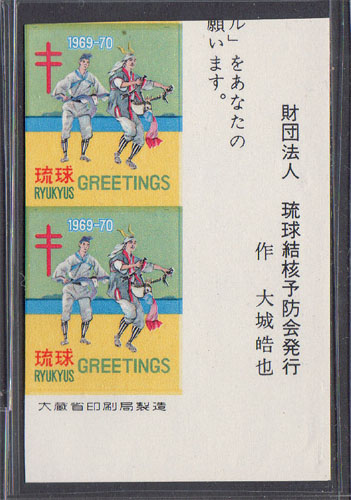 ル」をあなたの
願います。
財団法人 琉球結核予防会発行
作 大城皓也
1969-70
琉球
RYUKYUS GREETINGS
1969-70
琉球
RYUKYUS GREETINGS
大蔵省印刷局製造